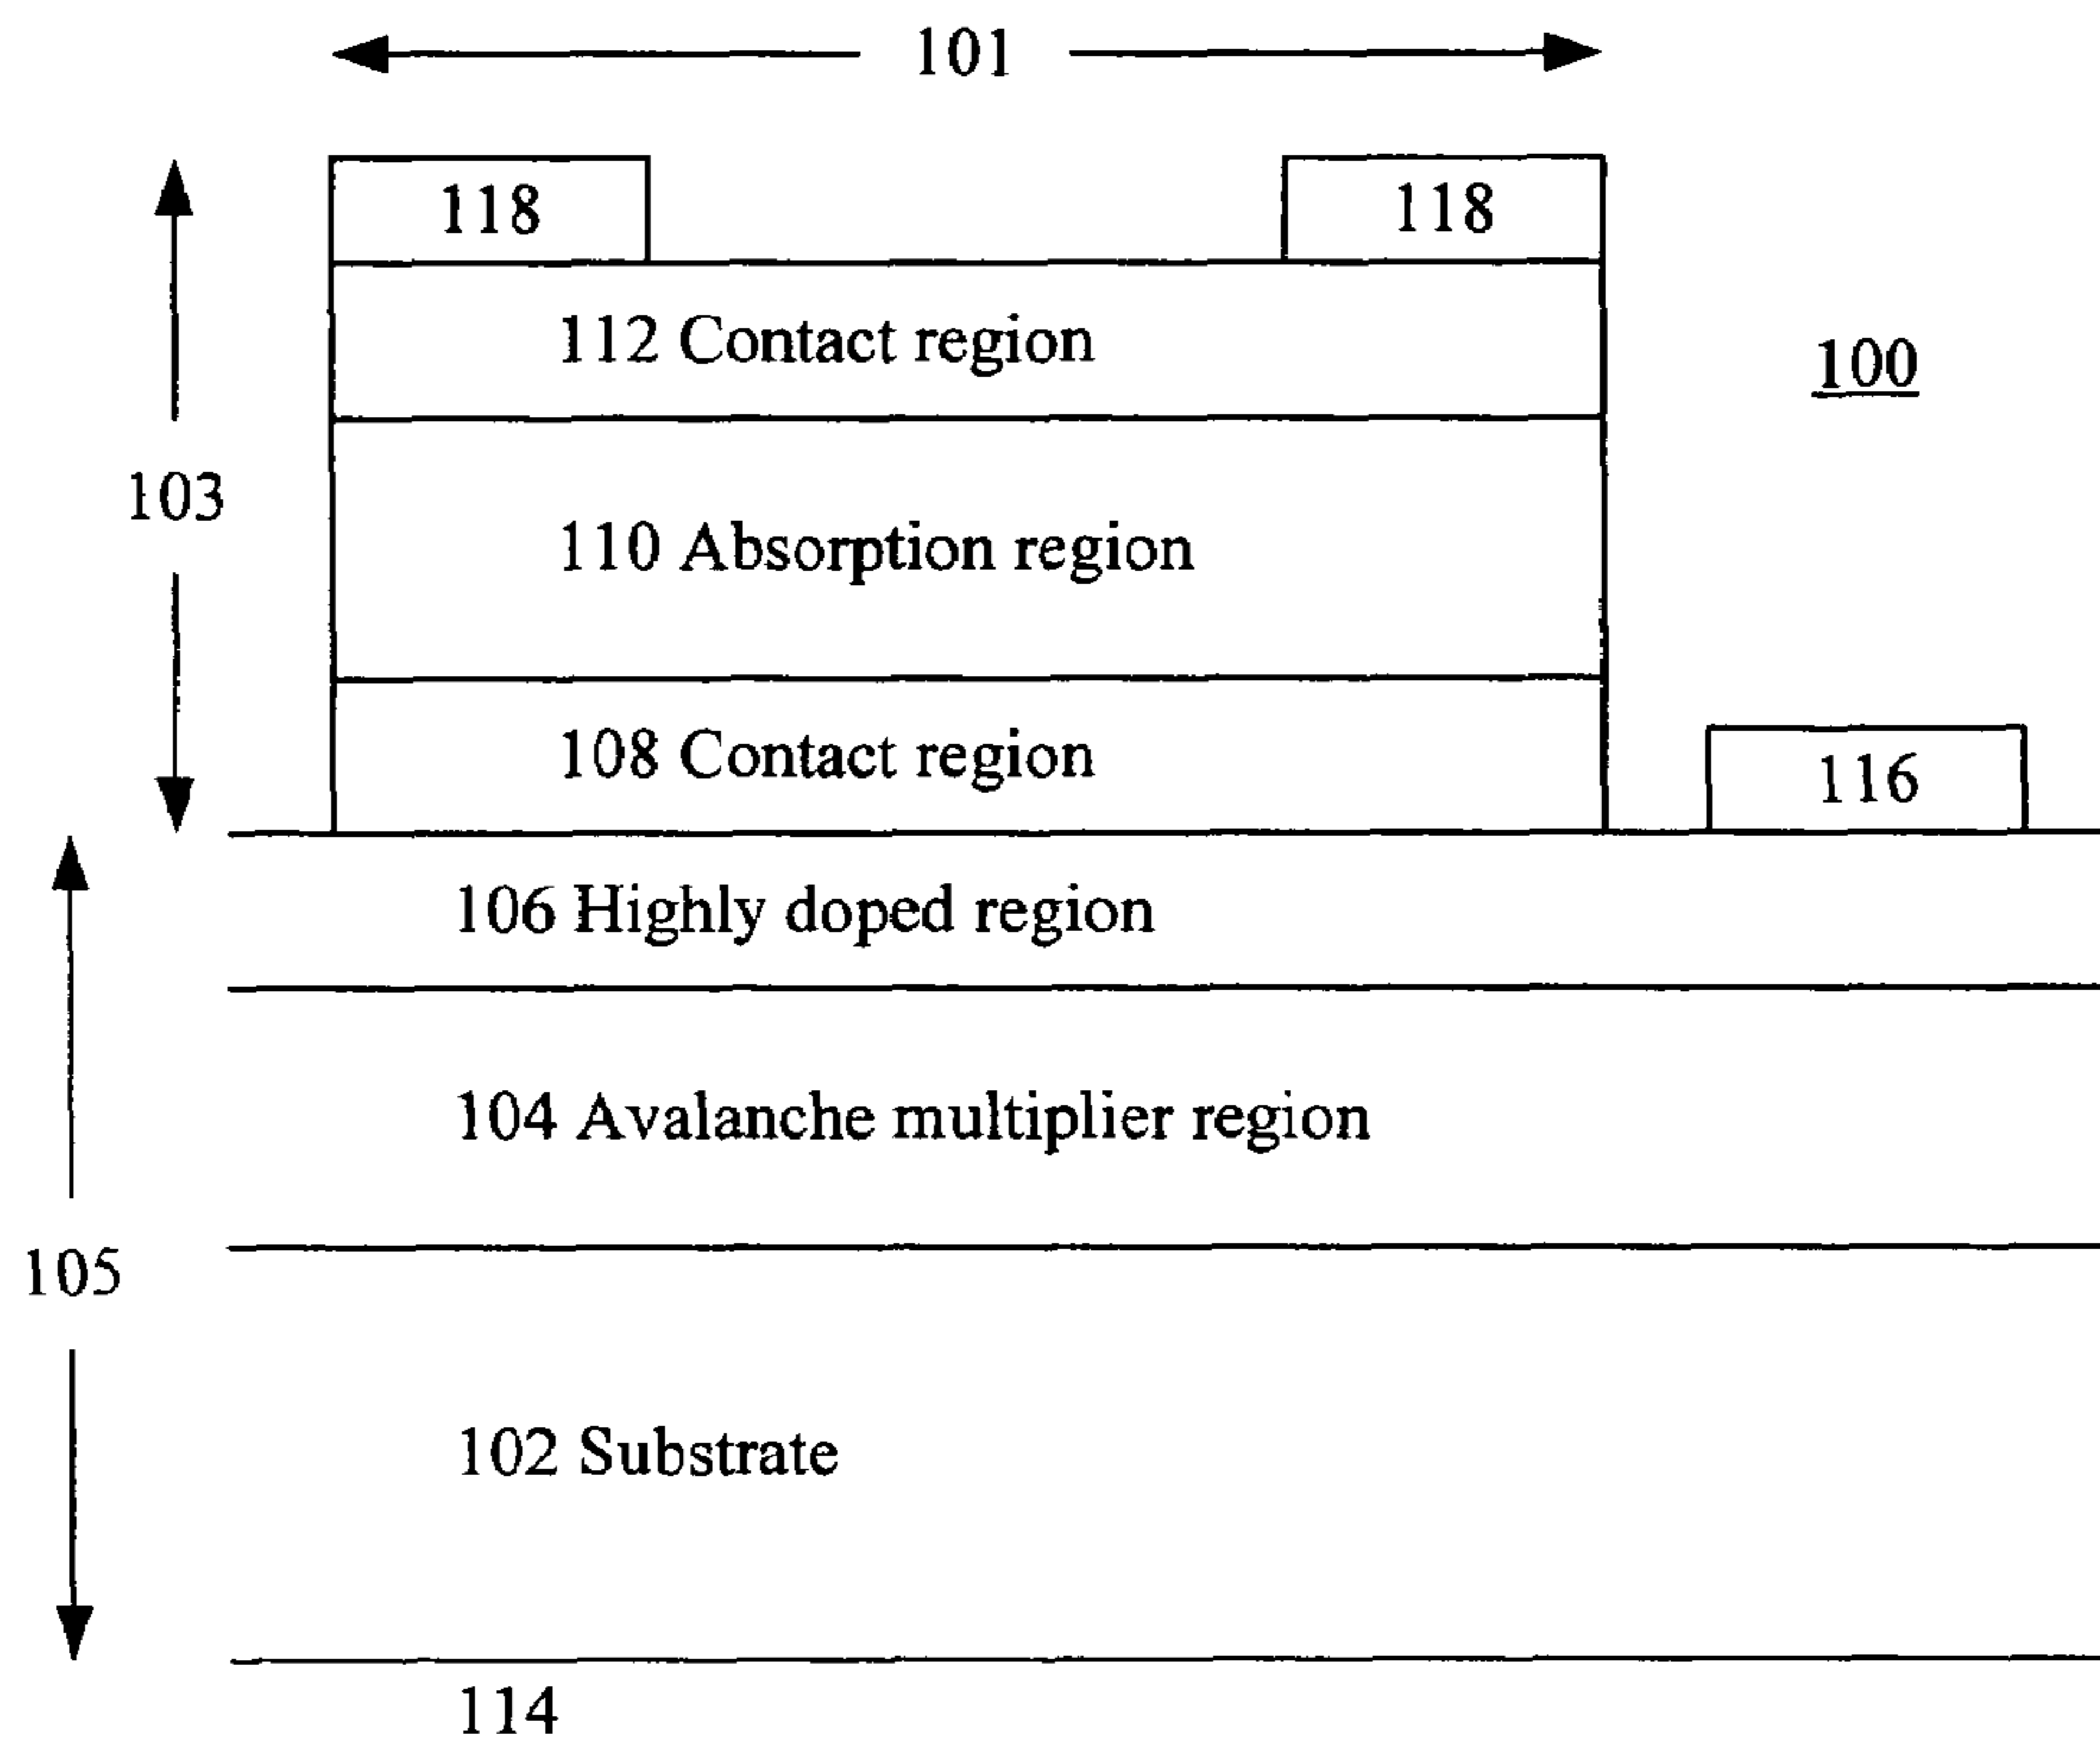 101
118 118
112 Contact region
100
103
110 Absorption region
108 Contact region
116
106 Highly doped region
104 Avalanche multiplier region
105
102 Substrate
114